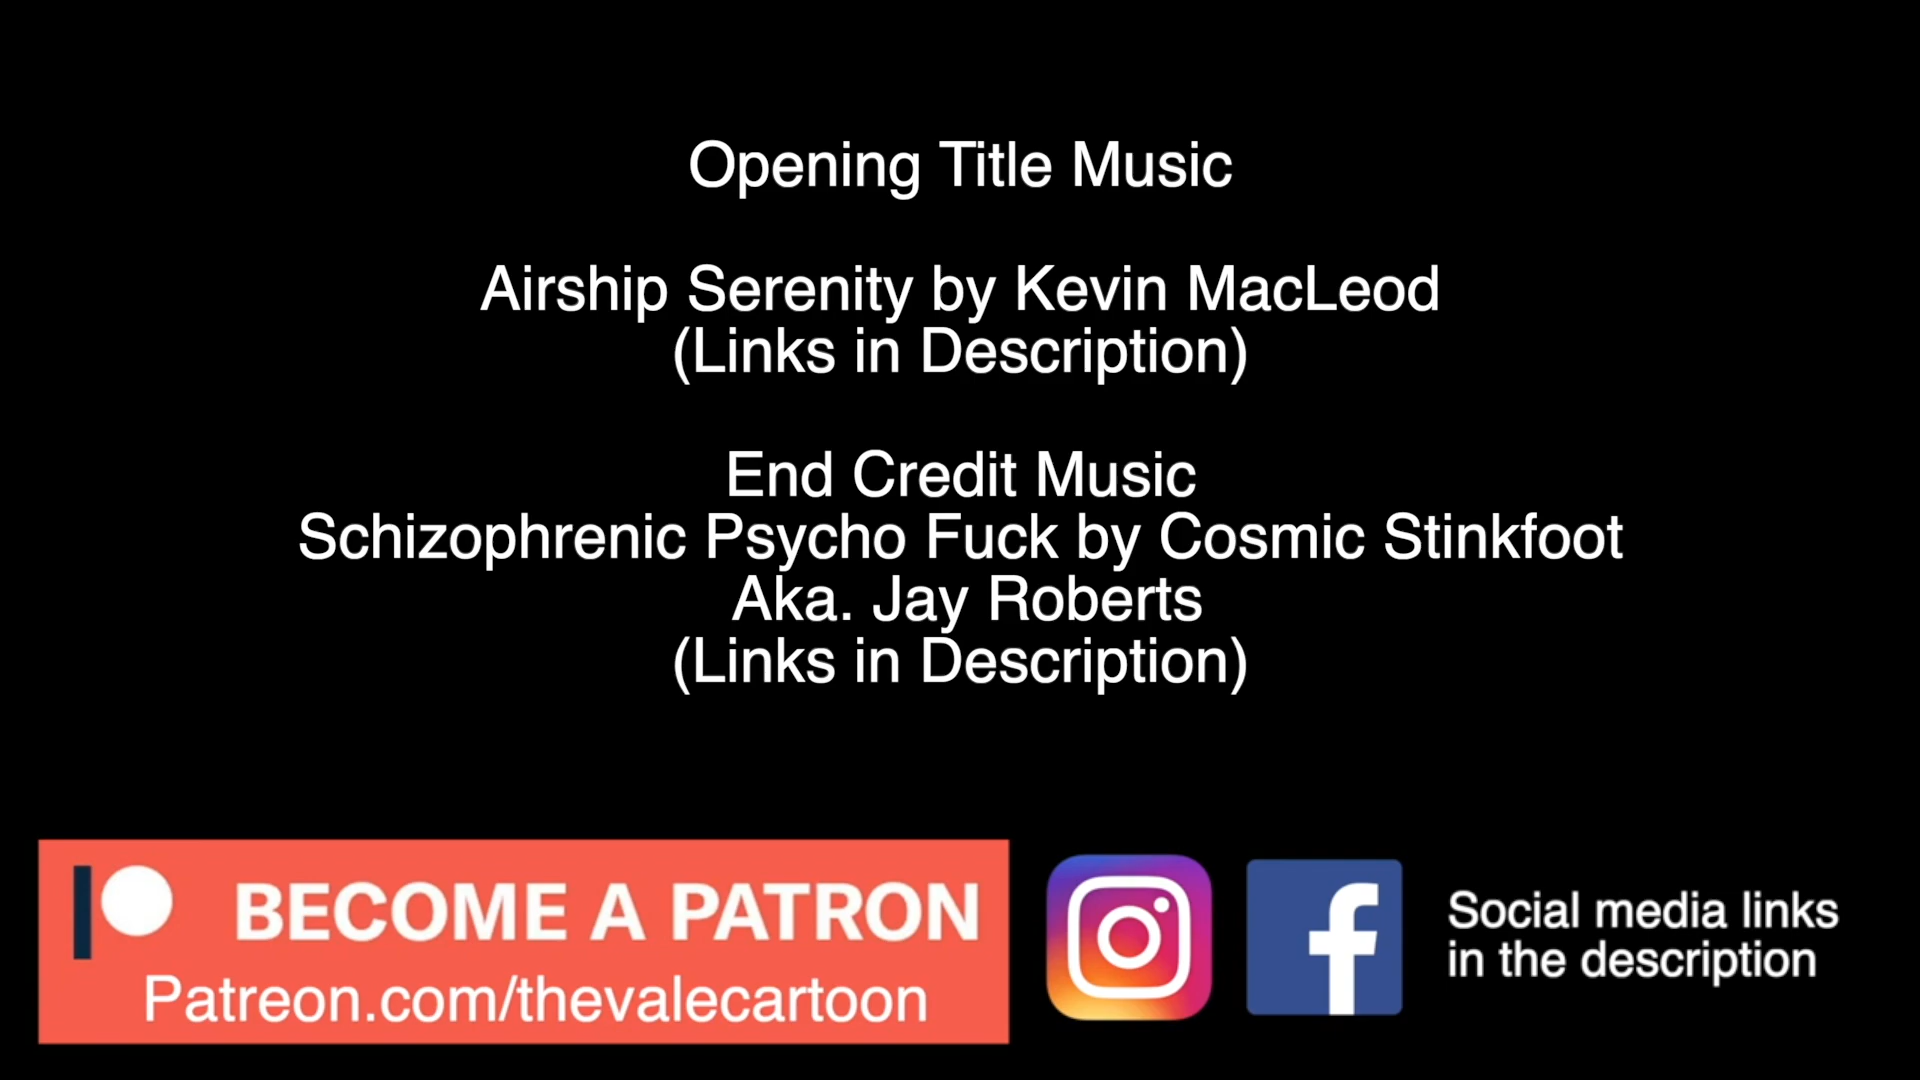 Opening Title Music
Airship Serenity by Kevin MacLeod
(Links in Description)
End Credit Music
Schizophrenic Psycho Fuck by Cosmic Stinkfoot
Aka. Jay Roberts
(Links in Description)
BECOME A PATRON
Patreon.com/thevalecartoon
Social media links
in the description